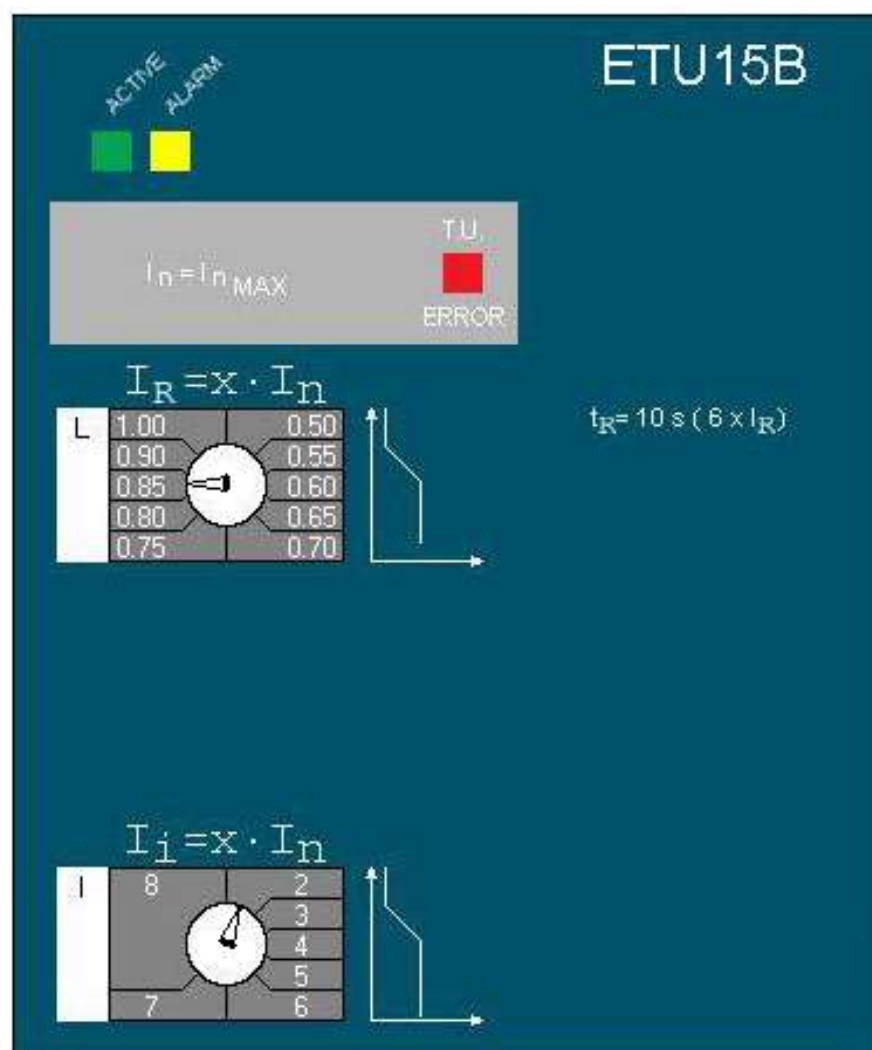 ACTIVE
ALARM
ETU15B
In=In MAX
T.U.
ERROR
IR=x·In
L
1.00 0.50
0.90 0.55
0.85 0.60
0.80 0.65
0.75 0.70
tR=10 s ( 6 x IR)
Ii=x·In
I
8 2
3
4
5
7 6